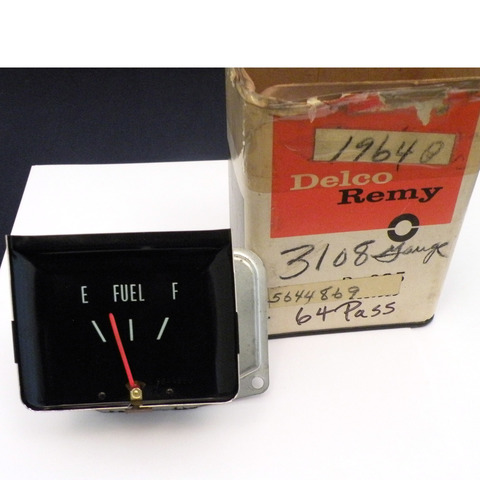 E FUEL F
1964
Delco
Remy
3108 Gauge
5644869
64 Pass